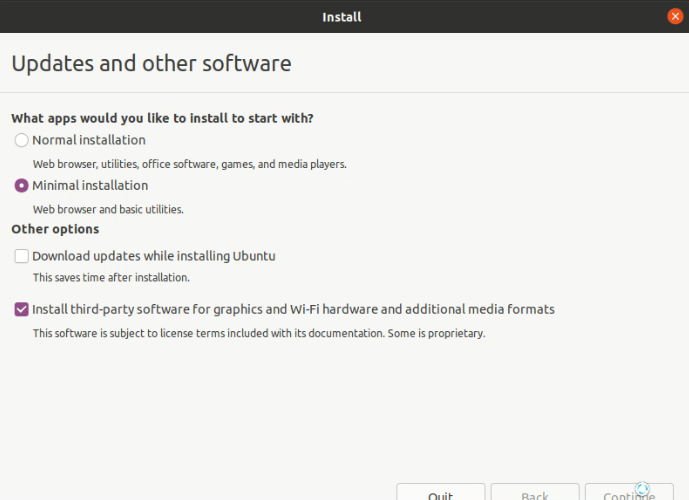 Install
Updates and other software
What apps would you like to install to start with?
Normal installation
Web browser, utilities, office software, games, and media players.
Minimal installation
Web browser and basic utilities.
Other options
Download updates while installing Ubuntu
This saves time after installation.
Install third-party software for graphics and Wi-Fi hardware and additional media formats
This software is subject to license terms included with its documentation. Some is proprietary.
Quit
Back
Continue